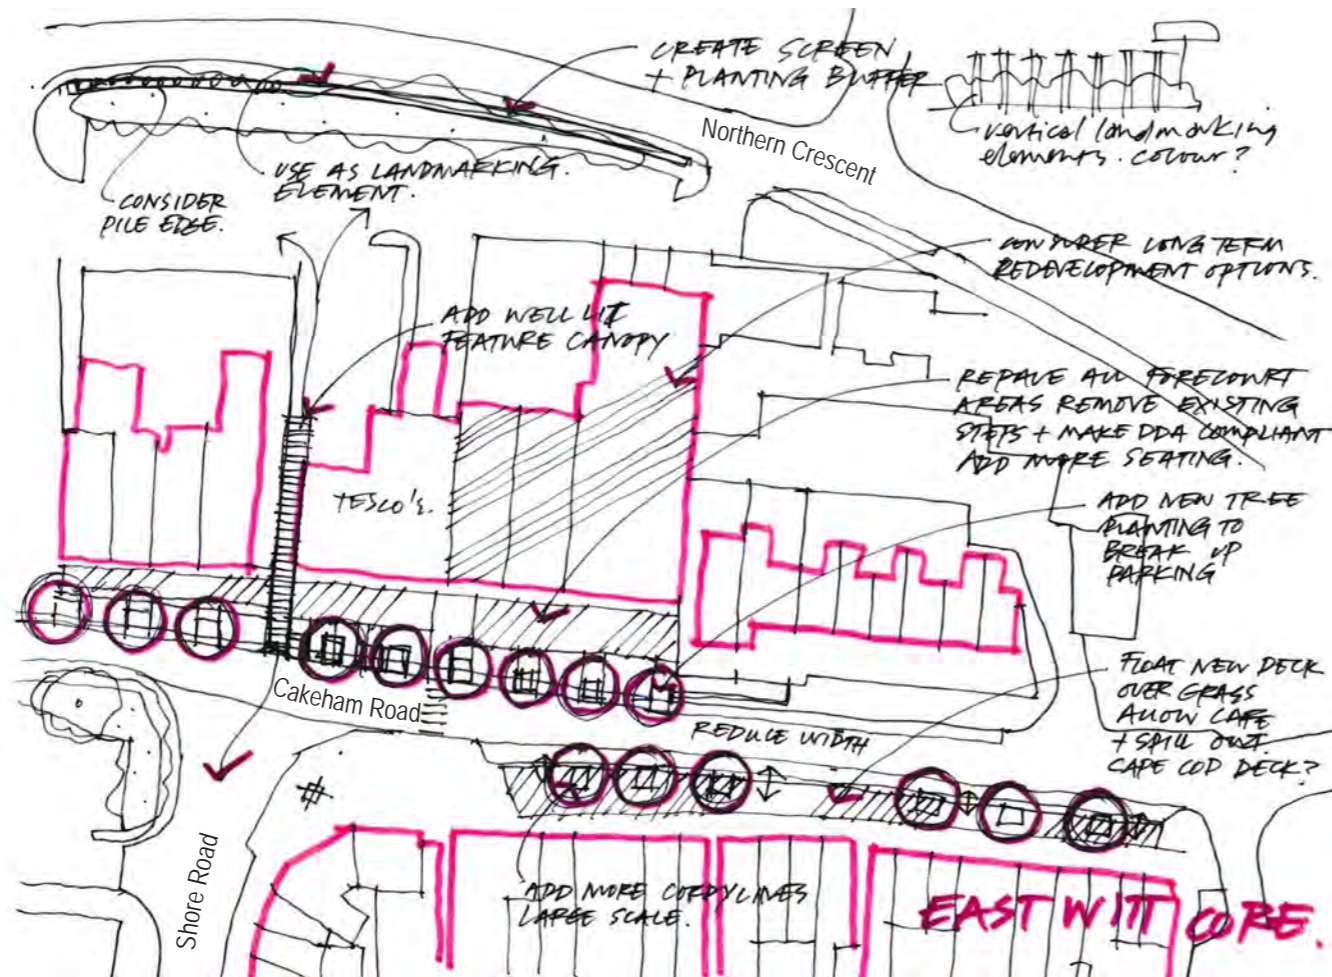 CREATE SCREEN
+ PLANTING BUFFER
Northern Crescent
vertical landmarking
elements. colour?
USE AS LANDMARKING.
ELEMENT.
CONSIDER
PILE EDGE.
CONSIDER LONG TERM
REDEVELOPMENT OPTIONS.
ADD WELL LIT
FEATURE CANOPY
REPAVE ALL FORECOURT
AREAS REMOVE EXISTING
STEPS + MAKE DDA COMPLIANT
ADD MORE SEATING.
TESCO'S.
ADD NEW TREE
PLANTING TO
BREAK UP
PARKING
FLOAT NEW DECK
OVER GRASS
ALLOW CAFE
+ SPILL OUT.
CAPE COD DECK?
Cakeham Road
REDUCE WIDTH
Shore Road
ADD MORE CORDYLINES
LARGE SCALE.
EAST WITT CORE.